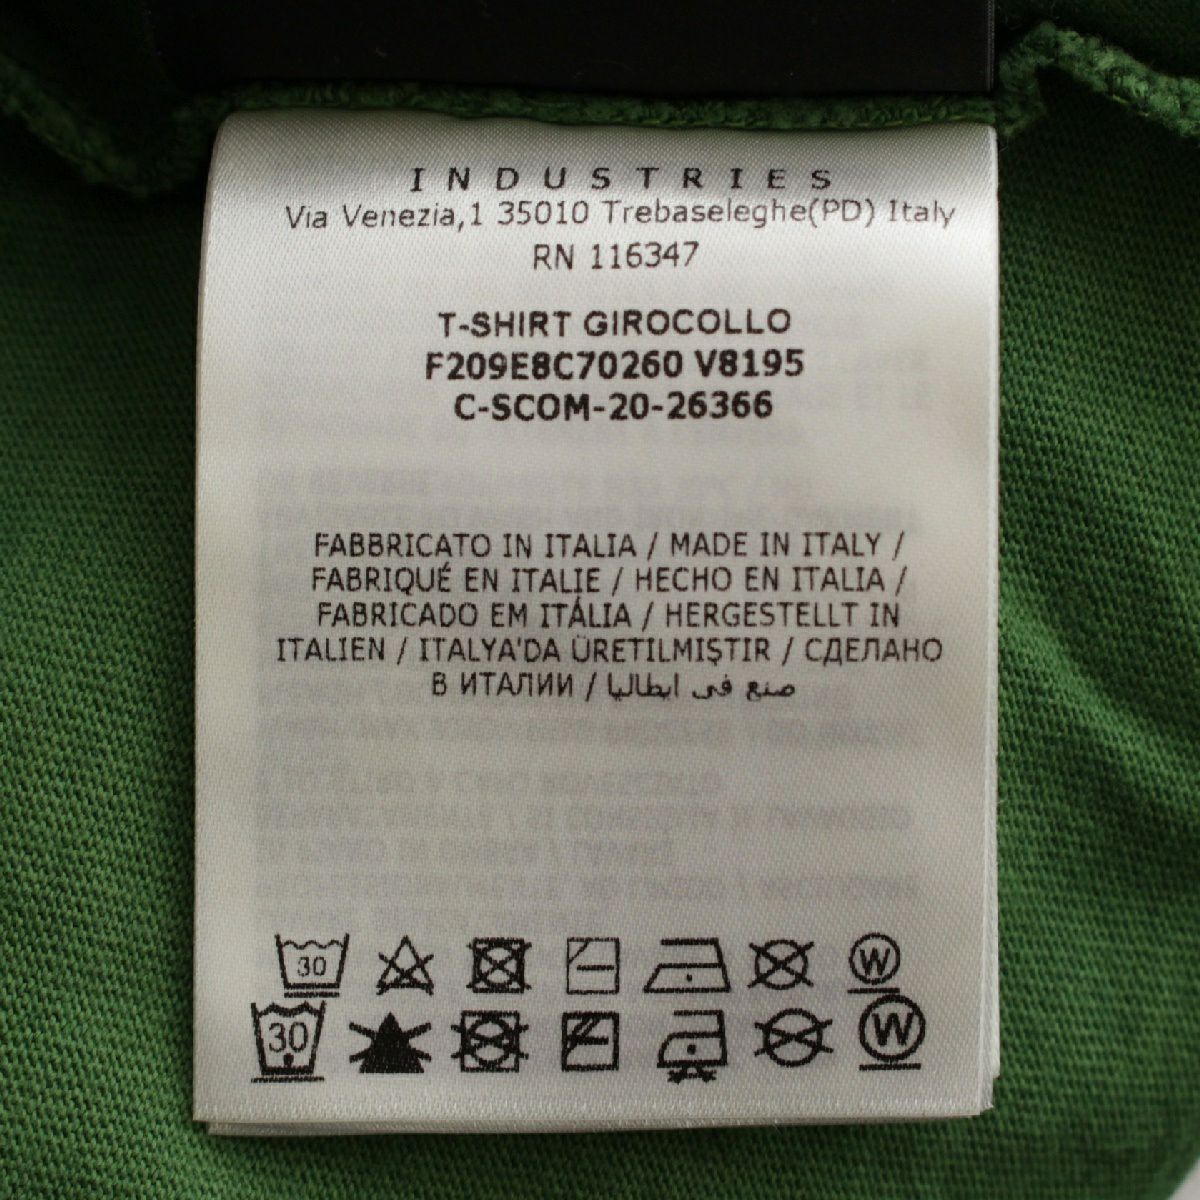 INDUSTRIES
Via Venezia,1 35010 Trebaseleghe(PD) Italy
RN 116347
T-SHIRT GIROCOLLO
F209E8C70260 V8195
C-SCOM-20-26366
FABBRICATO IN ITALIA / MADE IN ITALY /
FABRIQUÉ EN ITALIE / HECHO EN ITALIA /
FABRICADO EM ITÁLIA / HERGESTELLT IN
ITALIEN / ITALYA'DA ÜRETILMIŞTIR / СДЕЛАНО
В ИТАЛИИ / صنع في ايطاليا
30 W
30 W